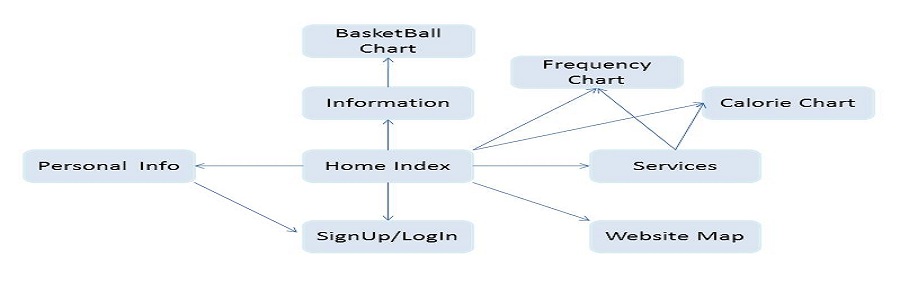 BasketBall
Chart
Frequency
Chart
Information
Calorie Chart
Personal Info
Home Index
Services
SignUp/LogIn
Website Map